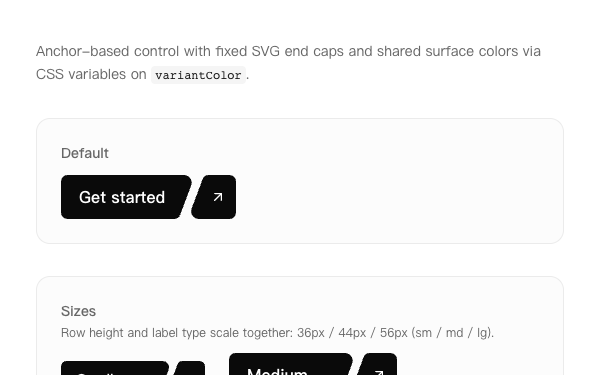 Anchor–based control with fixed SVG end caps and shared surface colors via
CSS variables on variantColor.
Default
Get started
Sizes
Row height and label type scale together: 36px / 44px / 56px (sm / md / lg).
Medium